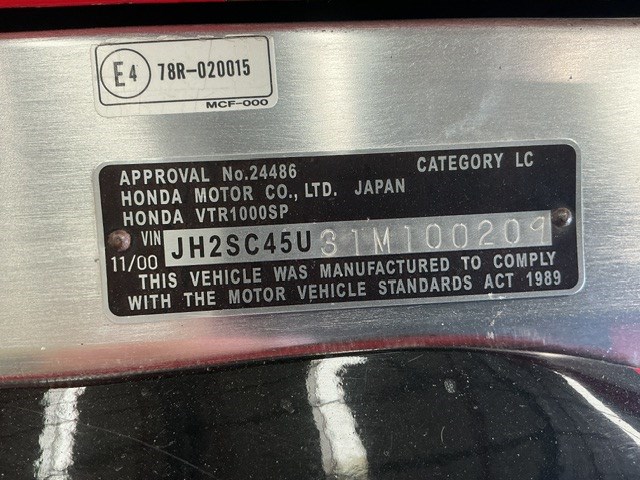 E4 78R-020015
MCF-000
APPROVAL No.24486 CATEGORY LC
HONDA MOTOR CO., LTD. JAPAN
HONDA VTR1000SP
VIN JH2SC45U31M100209
11/00 THIS VEHICLE WAS MANUFACTURED TO COMPLY
WITH THE MOTOR VEHICLE STANDARDS ACT 1989